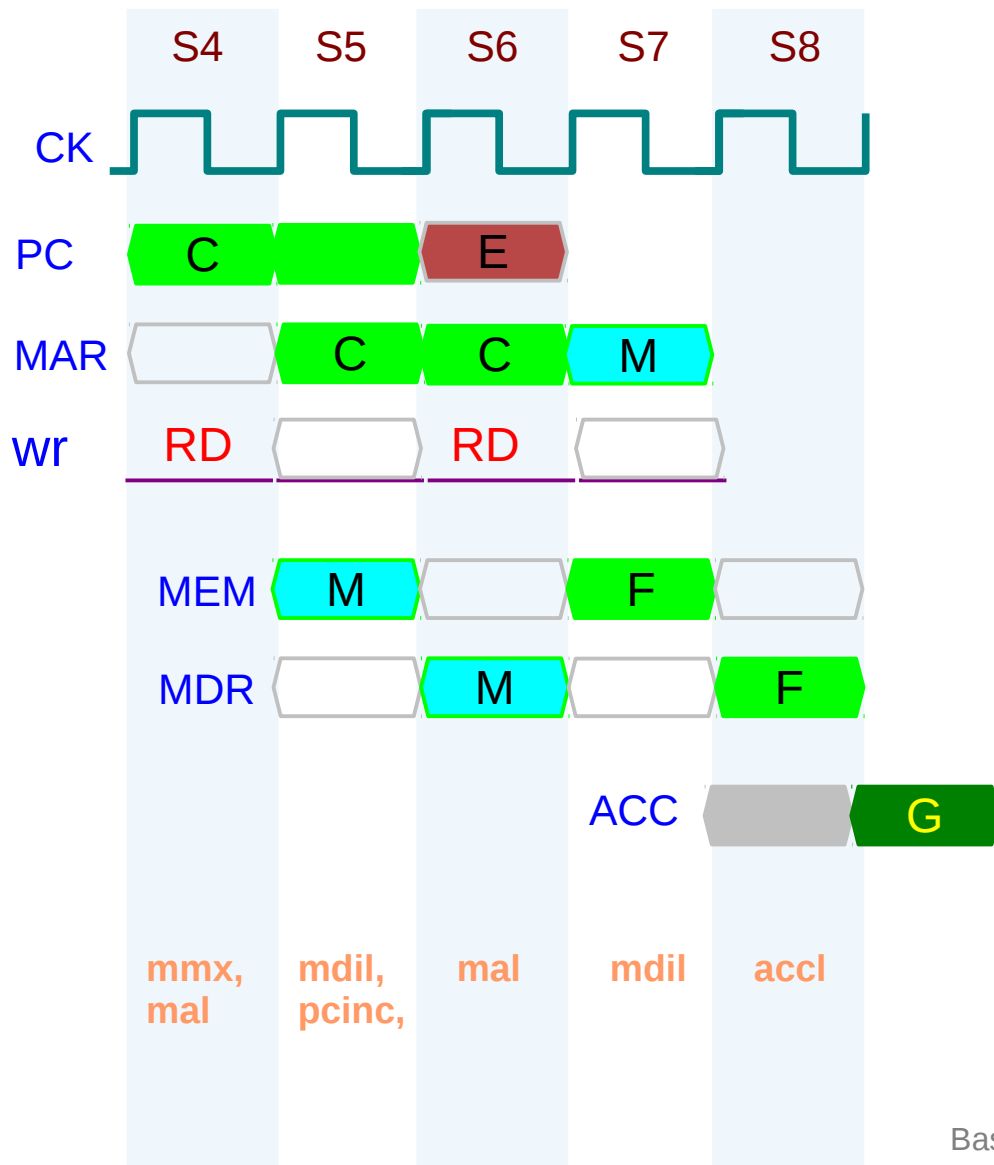 S4 S5 S6 S7 S8
CK
PC C E
MAR C C M
wr RD RD
MEM M F
MDR M F
ACC G
mmx, mdil, mal mdil accl
mal pcinc,
Bas